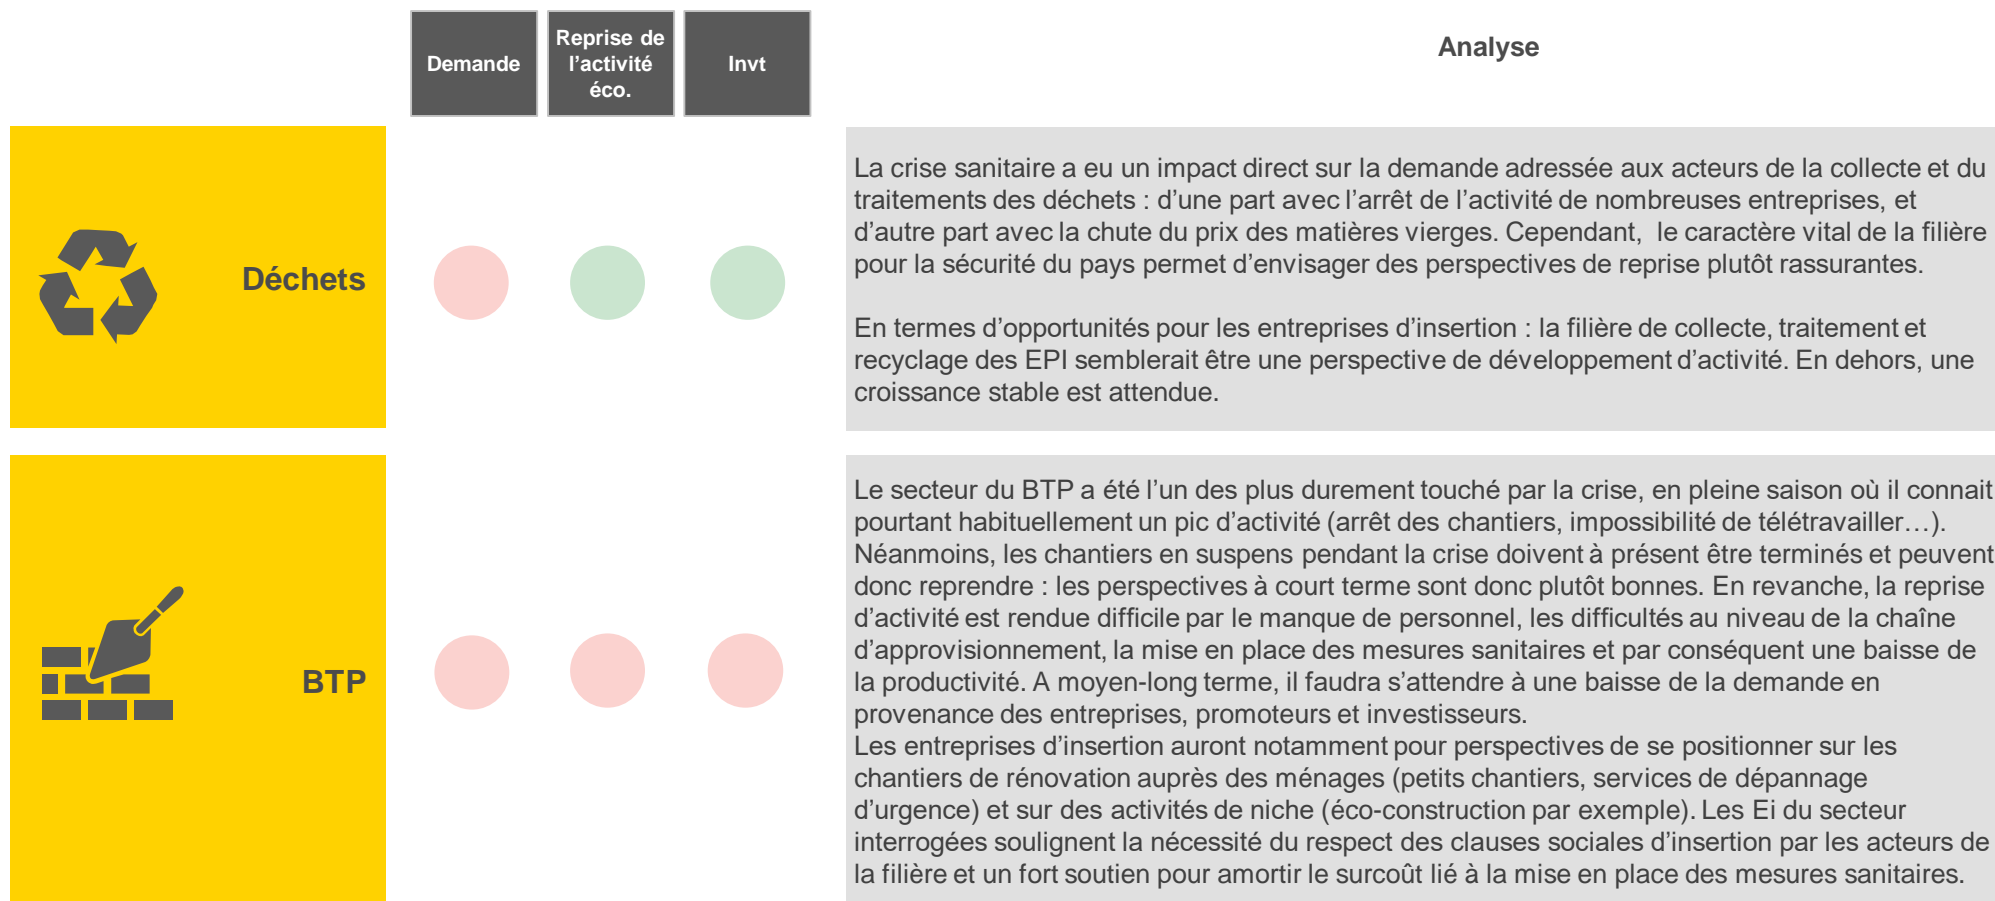 Demande
Reprise de
l’activité
éco.
Invt
Analyse
Déchets
La crise sanitaire a eu un impact direct sur la demande adressée aux acteurs de la collecte et du
traitements des déchets : d’une part avec l’arrêt de l’activité de nombreuses entreprises, et
d’autre part avec la chute du prix des matières vierges. Cependant, le caractère vital de la filière
pour la sécurité du pays permet d’envisager des perspectives de reprise plutôt rassurantes.
En termes d’opportunités pour les entreprises d’insertion : la filière de collecte, traitement et
recyclage des EPI semblerait être une perspective de développement d’activité. En dehors, une
croissance stable est attendue.
BTP
Le secteur du BTP a été l’un des plus durement touché par la crise, en pleine saison où il connait
pourtant habituellement un pic d’activité (arrêt des chantiers, impossibilité de télétravailler…).
Néanmoins, les chantiers en suspens pendant la crise doivent à présent être terminés et peuvent
donc reprendre : les perspectives à court terme sont donc plutôt bonnes. En revanche, la reprise
d’activité est rendue difficile par le manque de personnel, les difficultés au niveau de la chaîne
d’approvisionnement, la mise en place des mesures sanitaires et par conséquent une baisse de
la productivité. A moyen-long terme, il faudra s’attendre à une baisse de la demande en
provenance des entreprises, promoteurs et investisseurs.
Les entreprises d’insertion auront notamment pour perspectives de se positionner sur les
chantiers de rénovation auprès des ménages (petits chantiers, services de dépannage
d’urgence) et sur des activités de niche (éco-construction par exemple). Les Ei du secteur
interrogées soulignent la nécessité du respect des clauses sociales d’insertion par les acteurs de
la filière et un fort soutien pour amortir le surcoût lié à la mise en place des mesures sanitaires.